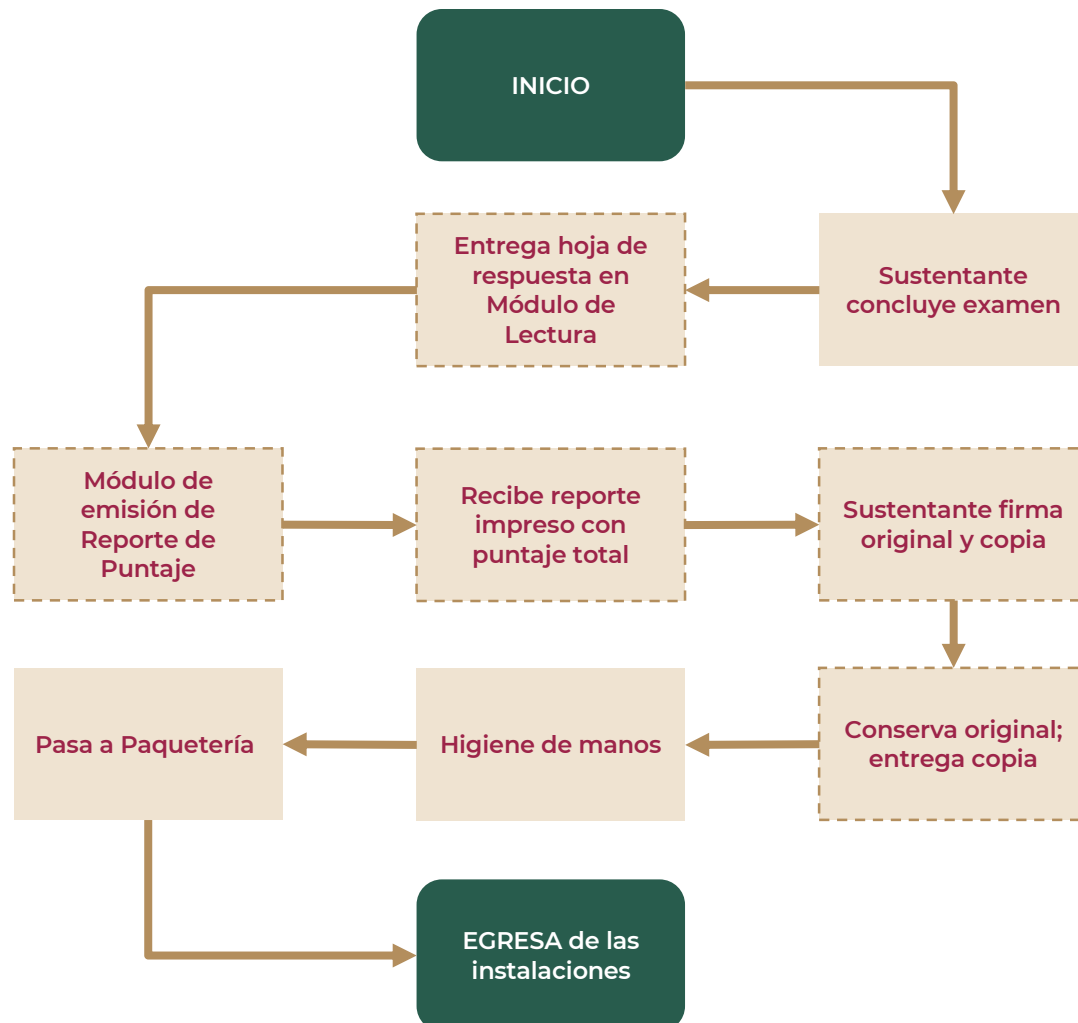 INICIO
Sustentante
concluye examen
Entrega hoja de
respuesta en
Módulo de
Lectura
Módulo de
emisión de
Reporte de
Puntaje
Recibe reporte
impreso con
puntaje total
Sustentante firma
original y copia
Conserva original;
entrega copia
Higiene de manos
Pasa a Paquetería
EGRESA de las
instalaciones